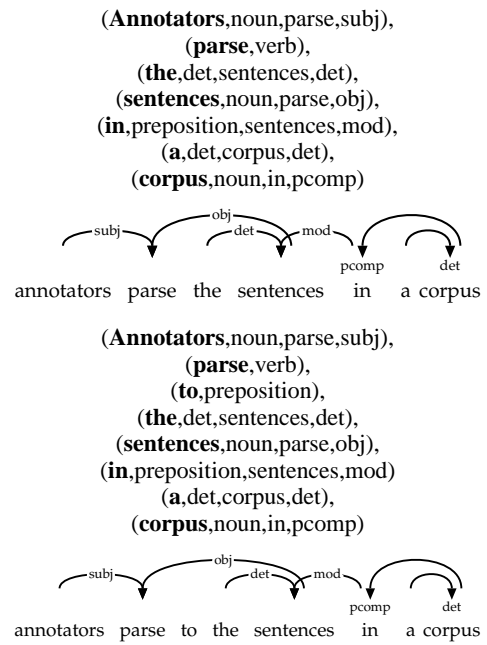 (Annotators,noun,parse,subj),
(parse,verb),
(the,det,sentences,det),
(sentences,noun,parse,obj),
(in,preposition,sentences,mod),
(a,det,corpus,det),
(corpus,noun,in,pcomp)
obj
subj det mod
pcomp det
annotators parse the sentences in a corpus
(Annotators,noun,parse,subj),
(parse,verb),
(to,preposition),
(the,det,sentences,det),
(sentences,noun,parse,obj),
(in,preposition,sentences,mod)
(a,det,corpus,det),
(corpus,noun,in,pcomp)
obj
subj det mod
pcomp det
annotators parse to the sentences in a corpus